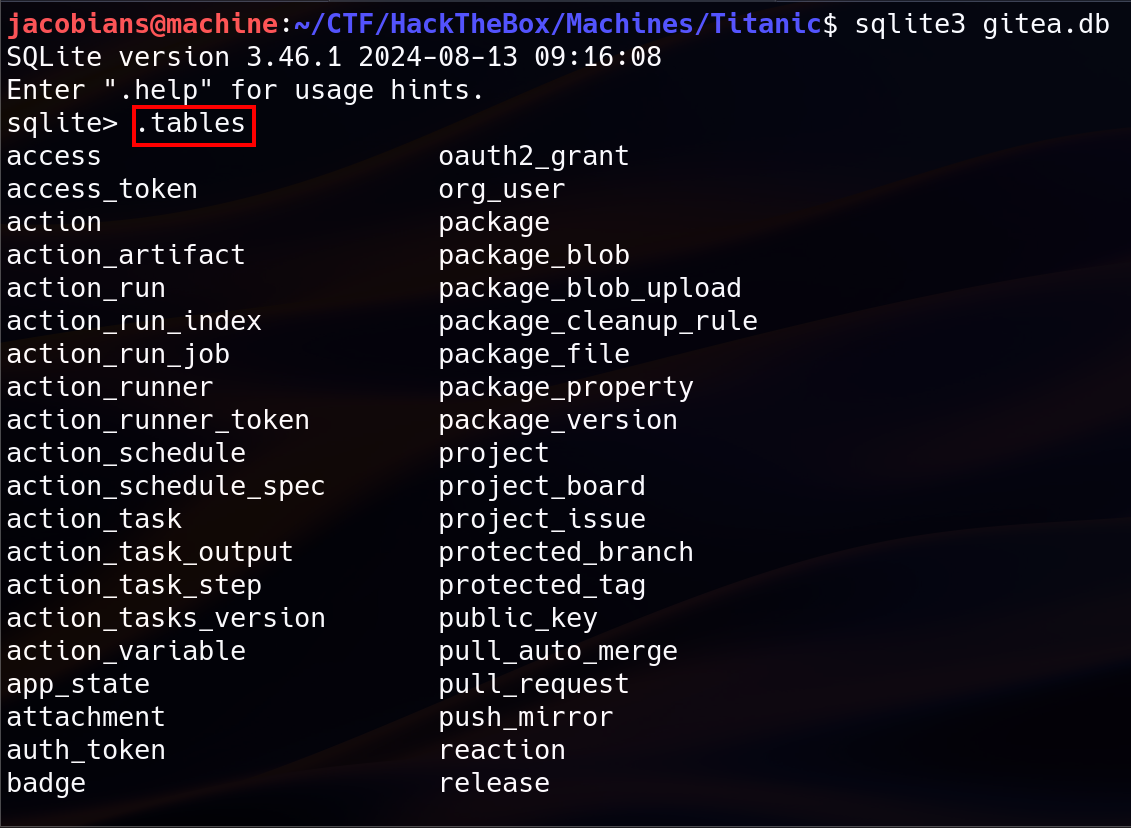 jacobians@machine:~/CTF/HackTheBox/Machines/Titanic$ sqlite3 gitea.db
SQLite version 3.46.1 2024-08-13 09:16:08
Enter ".help" for usage hints.
sqlite> .tables
access                     oauth2_grant
access_token               org_user
action                     package
action_artifact            package_blob
action_run                 package_blob_upload
action_run_index           package_cleanup_rule
action_run_job             package_file
action_runner              package_property
action_runner_token        package_version
action_schedule            project
action_schedule_spec       project_board
action_task                project_issue
action_task_output         protected_branch
action_task_step           protected_tag
action_tasks_version       public_key
action_variable            pull_auto_merge
app_state                  pull_request
attachment                 push_mirror
auth_token                 reaction
badge                      release